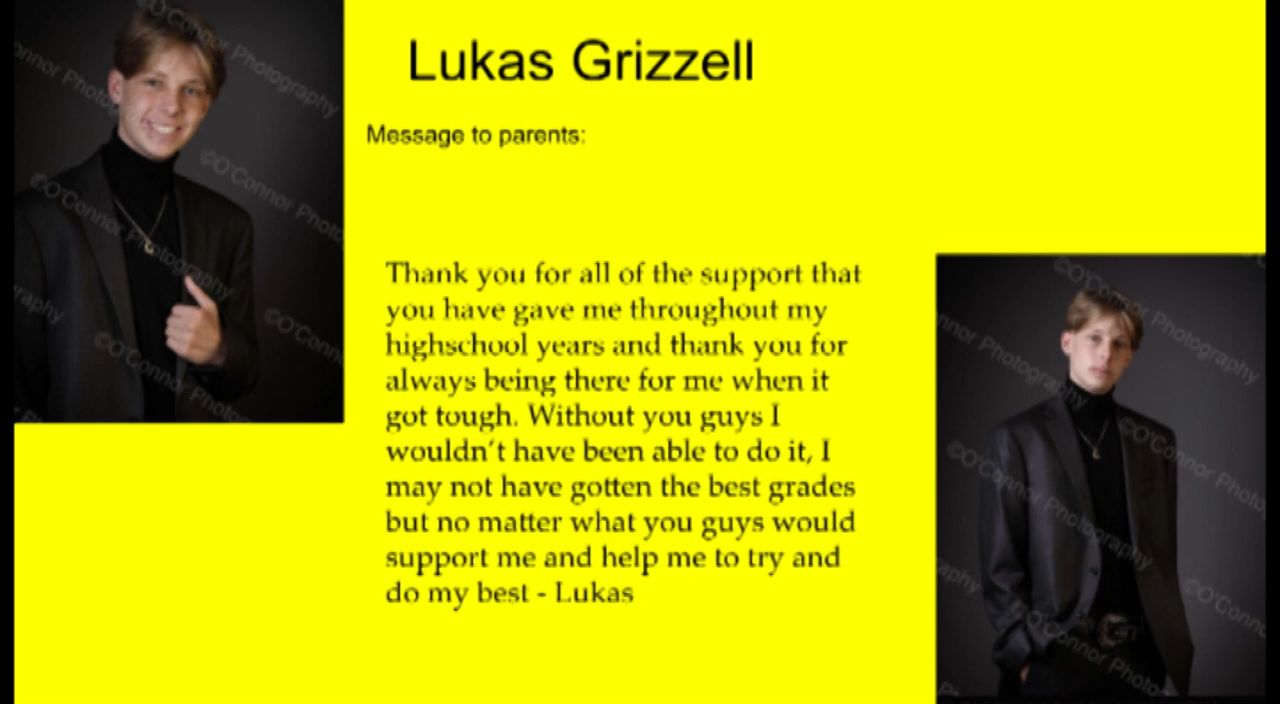 Lukas Grizzell
Message to parents:
Thank you for all of the support that
you have gave me throughout my
highschool years and thank you for
always being there for me when it
got tough. Without you guys I
wouldn't have been able to do it, I
may not have gotten the best grades
but no matter what you guys would
support me and help me to try and
do my best - Lukas
©O'Connor Photography